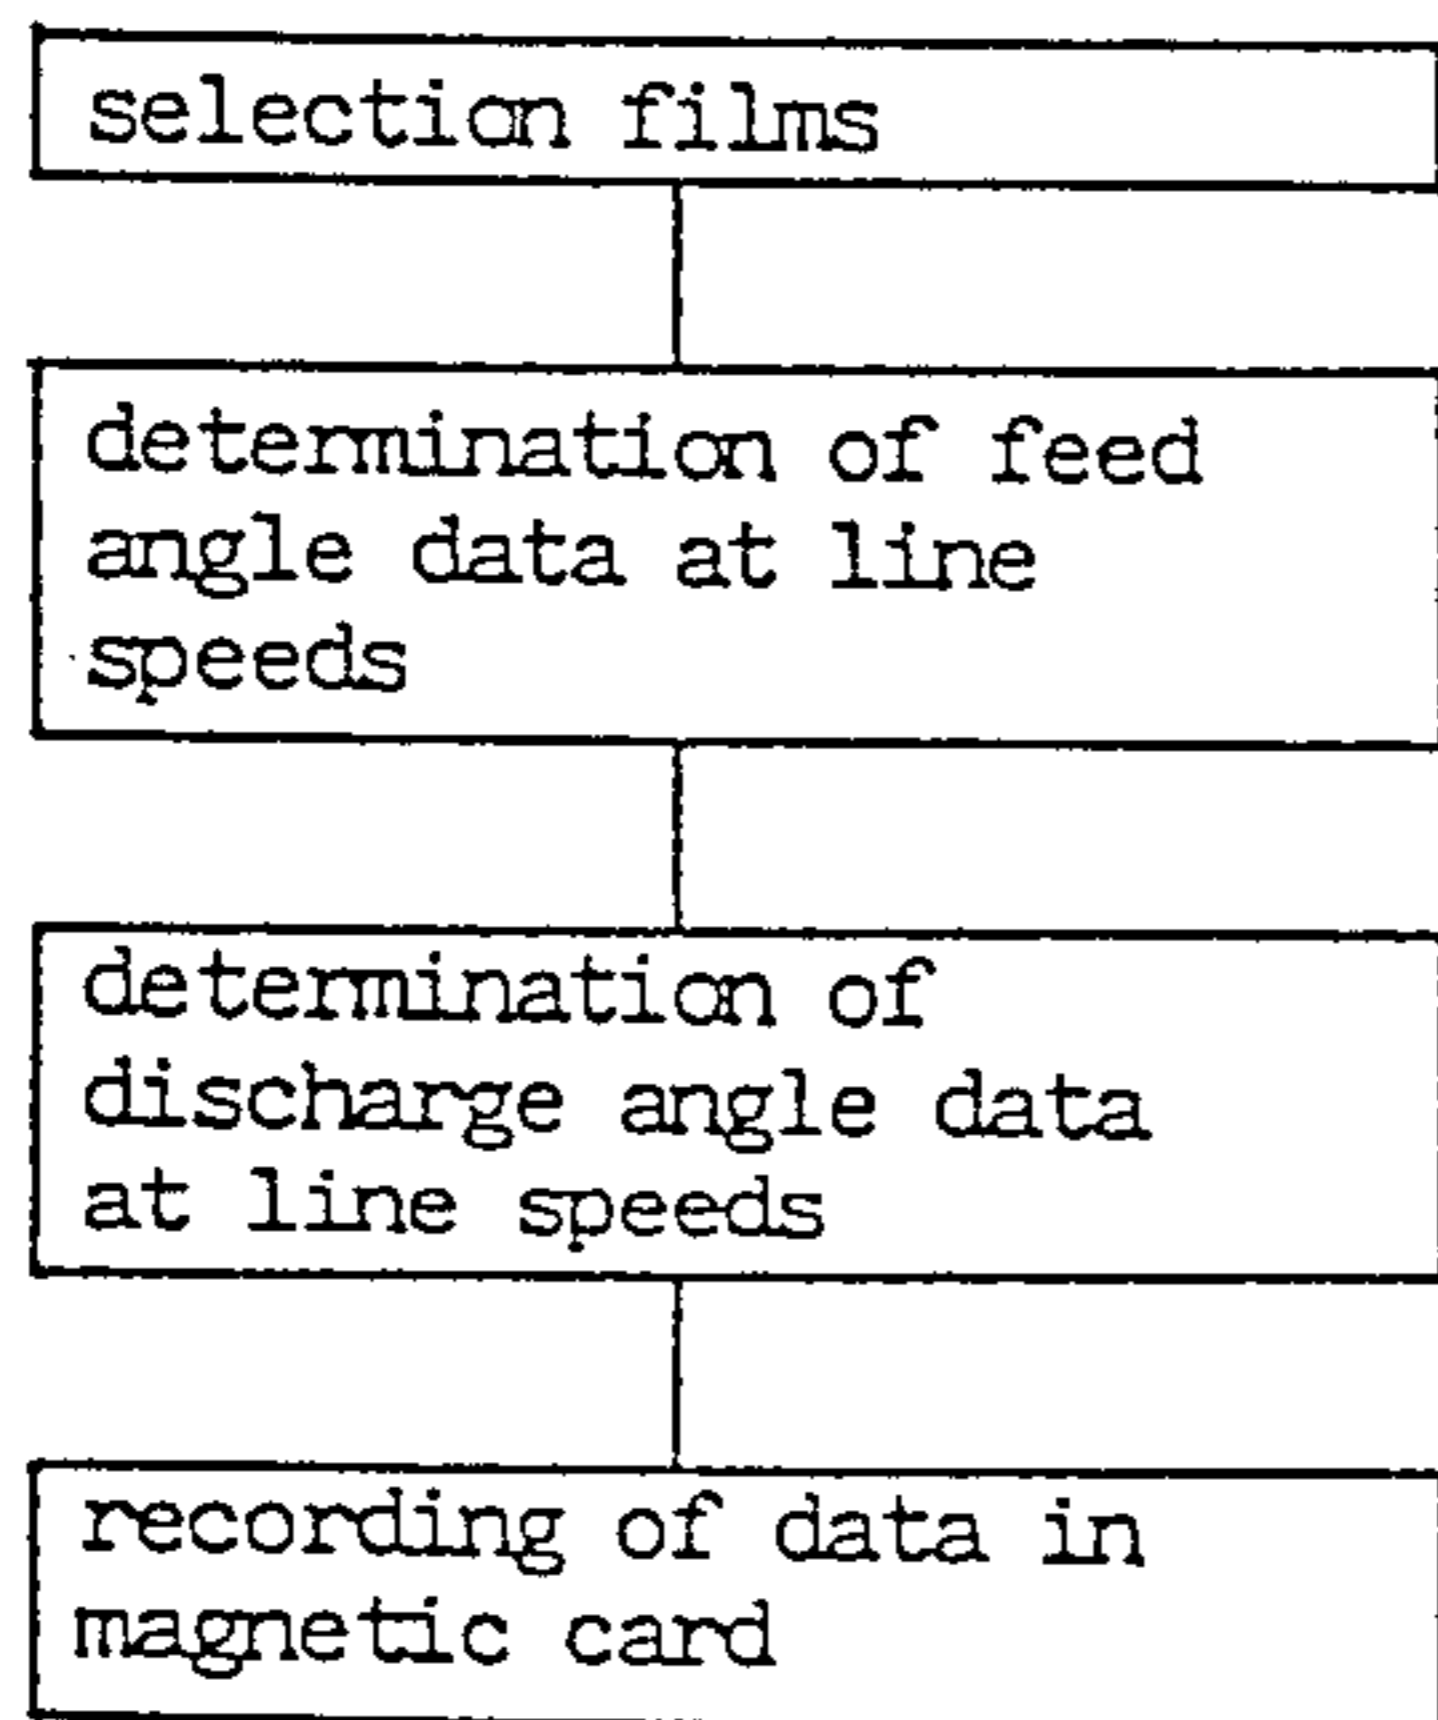 selection films
determination of feed
angle data at line
speeds
determination of
discharge angle data
at line speeds
recording of data in
magnetic card